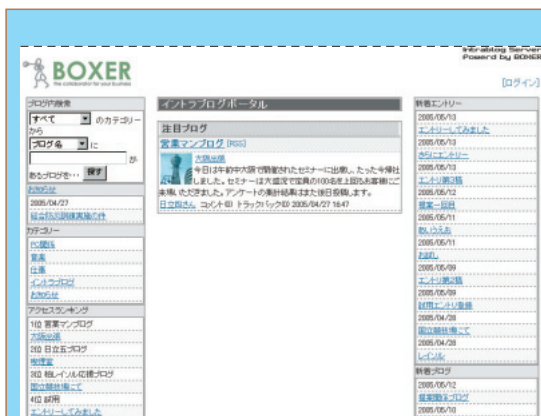 Intrablog Server
Powerd by BOXER
BOXER
The collaborator for your business
[ログイン]
ブログ内検索
すべて のカテゴリーから
ブログ名 に
が
あるブログを… 探す
お知らせ
2005/04/27
総合防災訓練実施の件
カテゴリー
PC関係
営業
仕事
イントラブログ
お知らせ
アクセスランキング
1位 営業マンブログ
大阪出張
2位 日立五ブログ
喫煙室
3位 柏レイソル応援ブログ
国立競技場にて
4位 試用
エントリーしてみました
イントラブログポータル
注目ブログ
営業マンブログ [RSS]
大阪出張
今日は午前中大阪で開催されたセミナーに出席し、たった今帰社
しました。セミナーは大盛況で定員の100名を上回るお客様にご
来場いただきました。アンケートの集計結果はまた後日投稿します。
日立四さん コメント(0) トラックバック(0) 2005/04/27 16:47
新着エントリー
2005/05/13
エントリーしてみました
2005/05/13
さらにエントリー
2005/05/13
エントリ第3稿
2005/05/12
提案一回目
2005/05/11
あいうえお
2005/05/11
2005/05/09
エントリ第2稿
2005/05/09
試用エントリ登録
2005/04/28
国立競技場にて
2005/04/28
レイソル
新着ブログ
2005/05/12
提案関係ブログ
2005/05/10